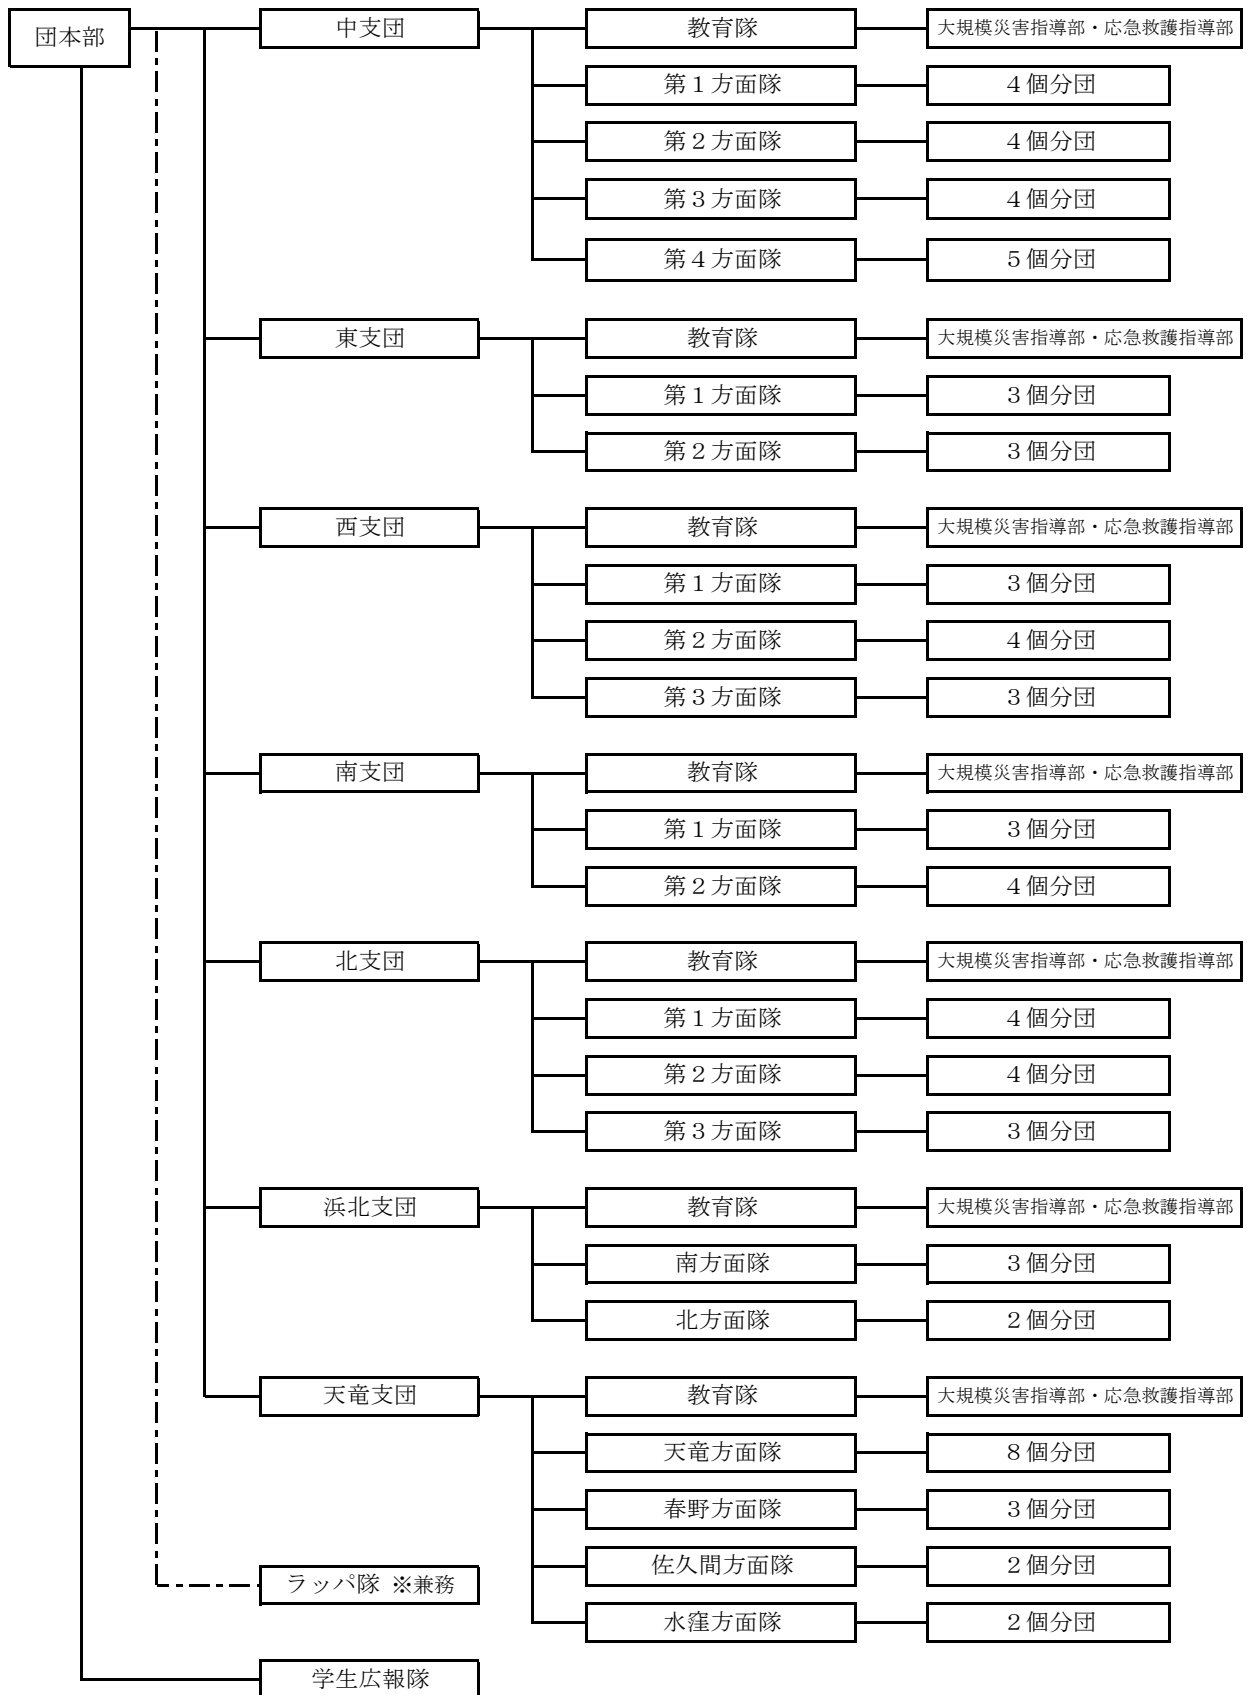 団本部 中支団 教育隊 大規模災害指導部・応急救護指導部
第１方面隊 ４個分団
第２方面隊 ４個分団
第３方面隊 ４個分団
第４方面隊 ５個分団
東支団 教育隊 大規模災害指導部・応急救護指導部
第１方面隊 ３個分団
第２方面隊 ３個分団
西支団 教育隊 大規模災害指導部・応急救護指導部
第１方面隊 ３個分団
第２方面隊 ４個分団
第３方面隊 ３個分団
南支団 教育隊 大規模災害指導部・応急救護指導部
第１方面隊 ３個分団
第２方面隊 ４個分団
北支団 教育隊 大規模災害指導部・応急救護指導部
第１方面隊 ４個分団
第２方面隊 ４個分団
第３方面隊 ３個分団
浜北支団 教育隊 大規模災害指導部・応急救護指導部
南方面隊 ３個分団
北方面隊 ２個分団
天竜支団 教育隊 大規模災害指導部・応急救護指導部
天竜方面隊 ８個分団
春野方面隊 ３個分団
佐久間方面隊 ２個分団
ラッパ隊 ※兼務
水窪方面隊 ２個分団
学生広報隊